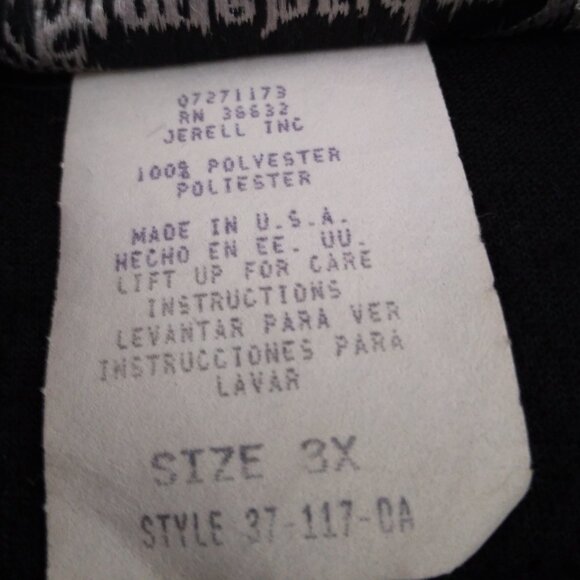 07271173
RN 36632
JERELL INC
100% POLYESTER
POLIESTER
MADE IN U.S.A.
HECHO EN EE. UU.
LIFT UP FOR CARE
INSTRUCTIONS
LEVANTAR PARA VER
INSTRUCCIONES PARA
LAVAR
SIZE 3X
STYLE 37-117-0A